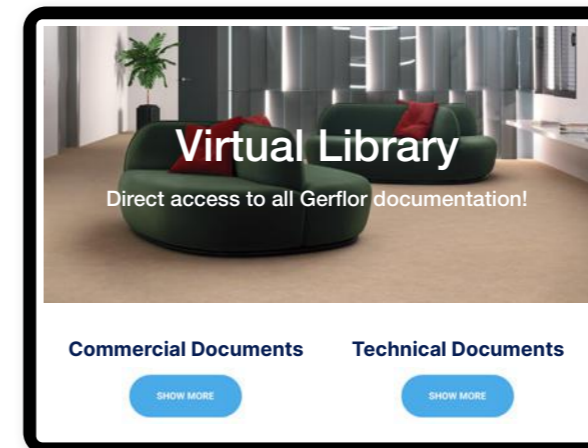 Virtual Library
Direct access to all Gerflor documentation!
Commercial Documents
Technical Documents
SHOW MORE
SHOW MORE